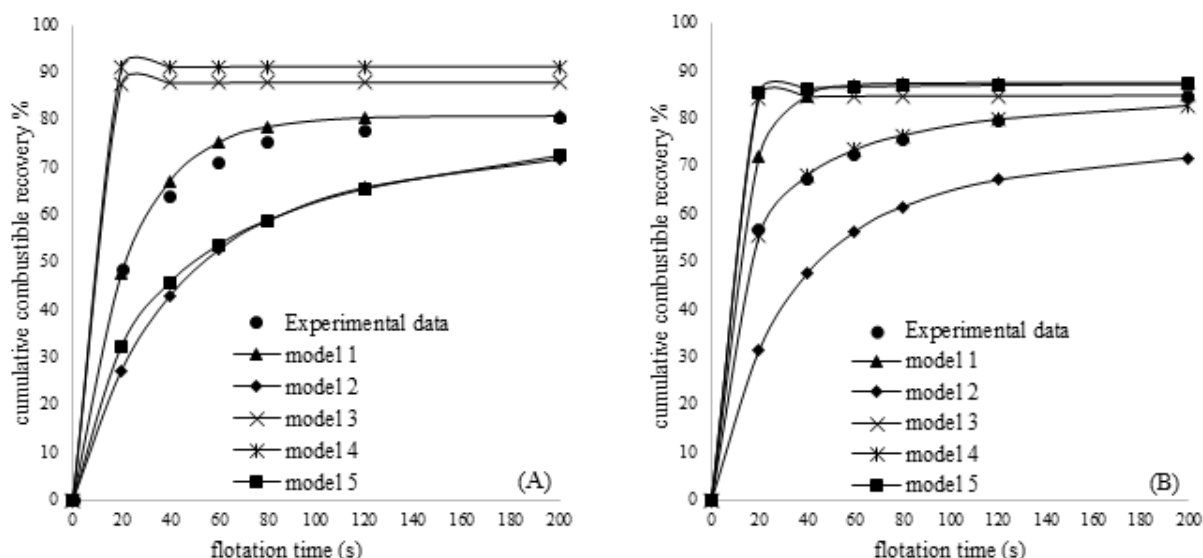 cumulative combustible recovery %
100
90
80
70
60
50
40
30
20
10
0
0 20 40 60 80 100 120 140 160 180 200
flotation time (s)
Experimental data
model 1
model 2
model 3
model 4
model 5
(A)
cumulative combustible recovery %
100
90
80
70
60
50
40
30
20
10
0
0 20 40 60 80 100 120 140 160 180 200
flotation time (s)
Experimental data
model 1
model 2
model 3
model 4
model 5
(B)